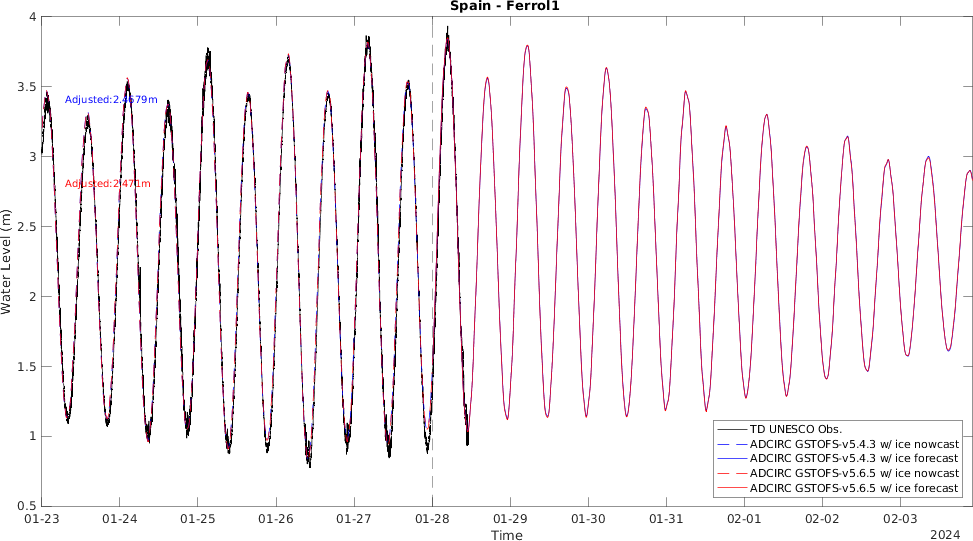 Spain - Ferrol1
4
3.5
3
2.5
2
1.5
1
0.5
Water Level (m)
Adjusted:2.4679m
Adjusted:2.471m
TD UNESCO Obs.
ADCIRC GSTOFS-v5.4.3 w/ ice nowcast
ADCIRC GSTOFS-v5.4.3 w/ ice forecast
ADCIRC GSTOFS-v5.6.5 w/ ice nowcast
ADCIRC GSTOFS-v5.6.5 w/ ice forecast
01-23 01-24 01-25 01-26 01-27 01-28 01-29 01-30 01-31 02-01 02-02 02-03
Time
2024